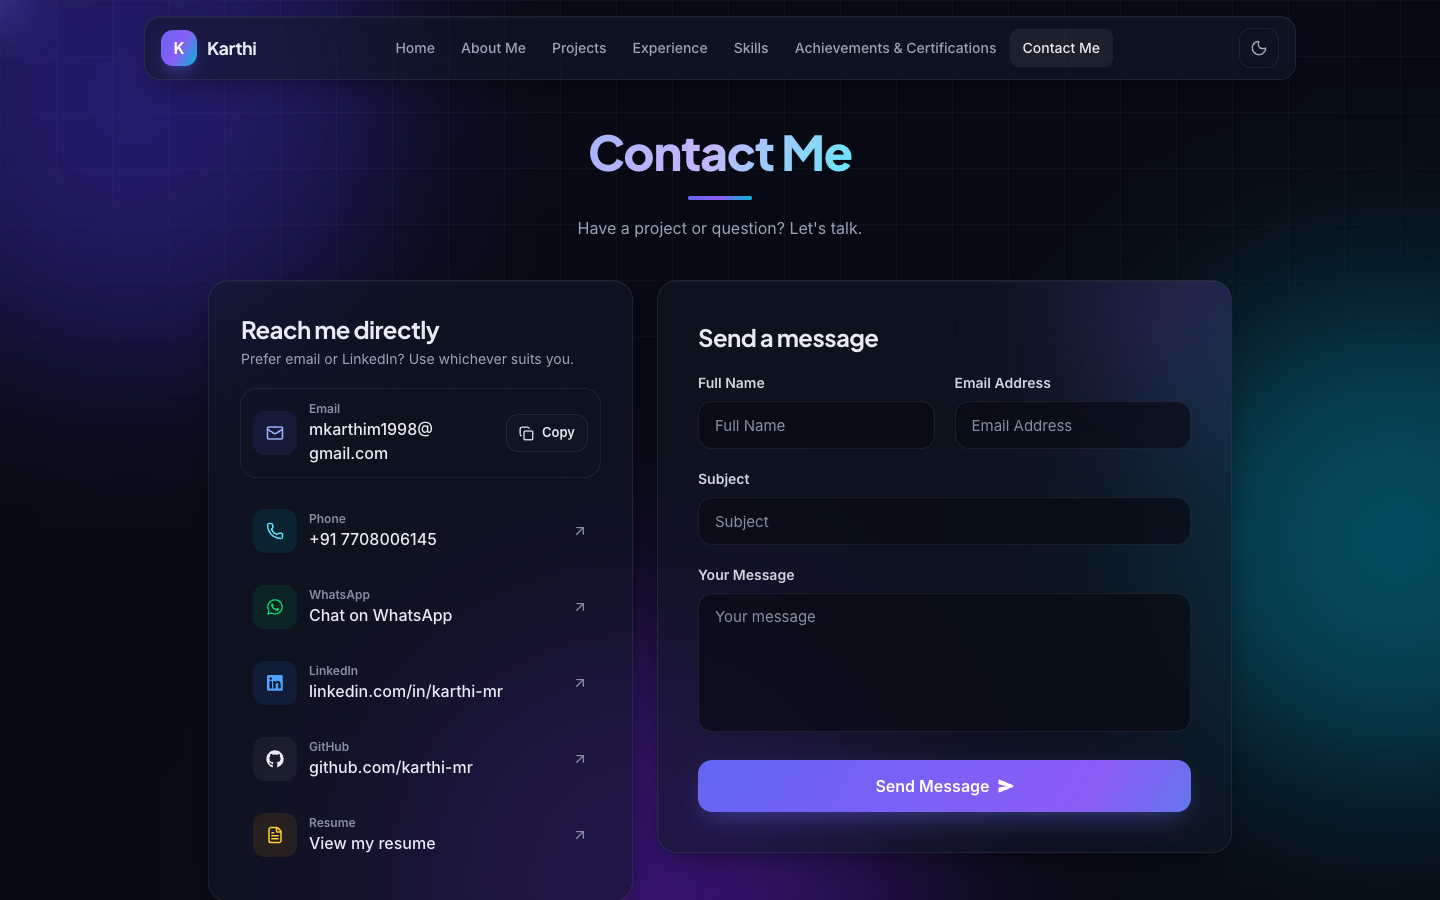 K Karthi
Home About Me Projects Experience Skills Achievements & Certifications Contact Me
Contact Me
Have a project or question? Let's talk.
Reach me directly
Prefer email or LinkedIn? Use whichever suits you.
Email
mkarthim1998@
gmail.com
Copy
Phone
+91 7708006145
WhatsApp
Chat on WhatsApp
LinkedIn
linkedin.com/in/karthi-mr
GitHub
github.com/karthi-mr
Resume
View my resume
Send a message
Full Name Email Address
Full Name Email Address
Subject
Subject
Your Message
Your message
Send Message